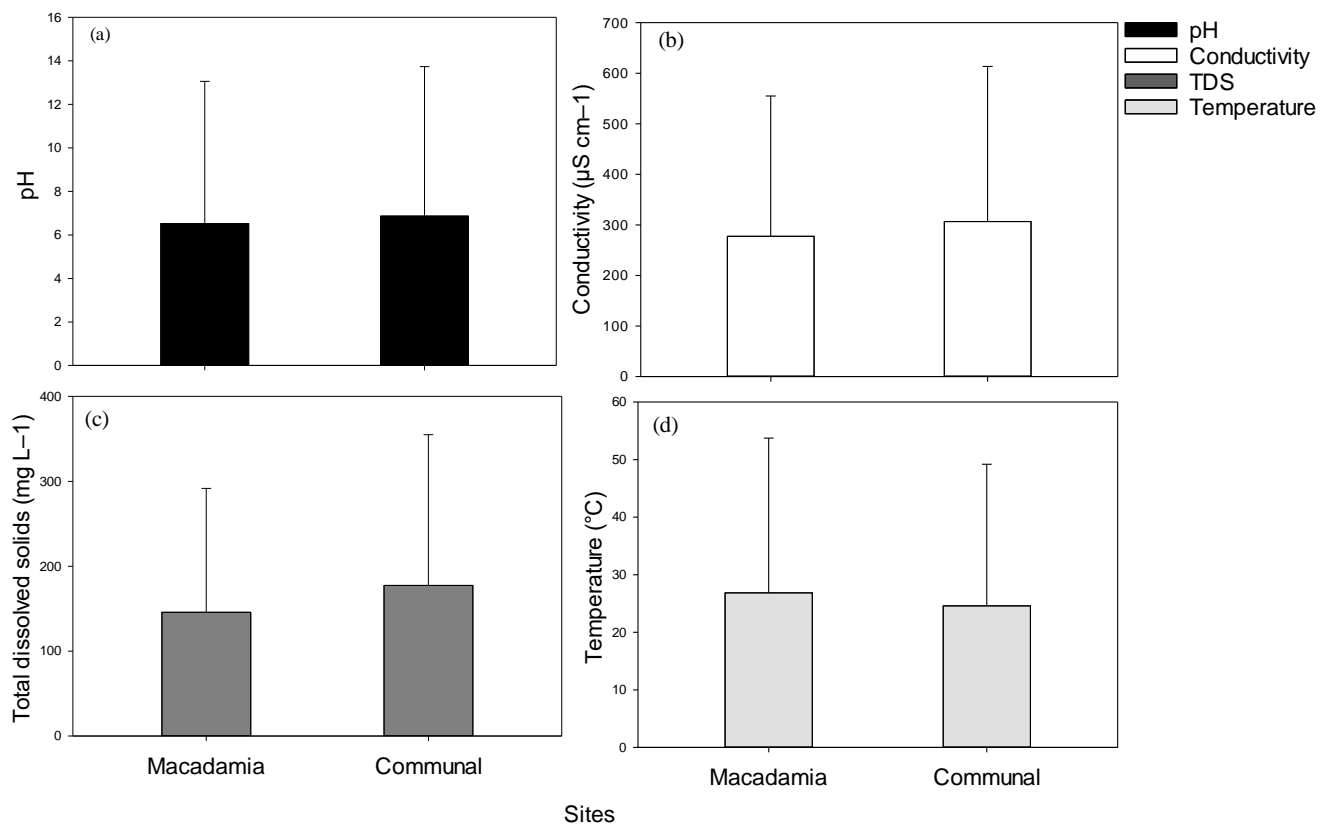 (a)
16
14
12
10
8
6
4
2
0
pH
(b)
700
600
500
400
300
200
100
0
Conductivity (µS cm–1)
pH
Conductivity
TDS
Temperature
(c)
400
300
200
100
0
Total dissolved solids (mg L–1)
Macadamia
Communal
(d)
60
50
40
30
20
10
0
Temperature (°C)
Macadamia
Communal
Sites